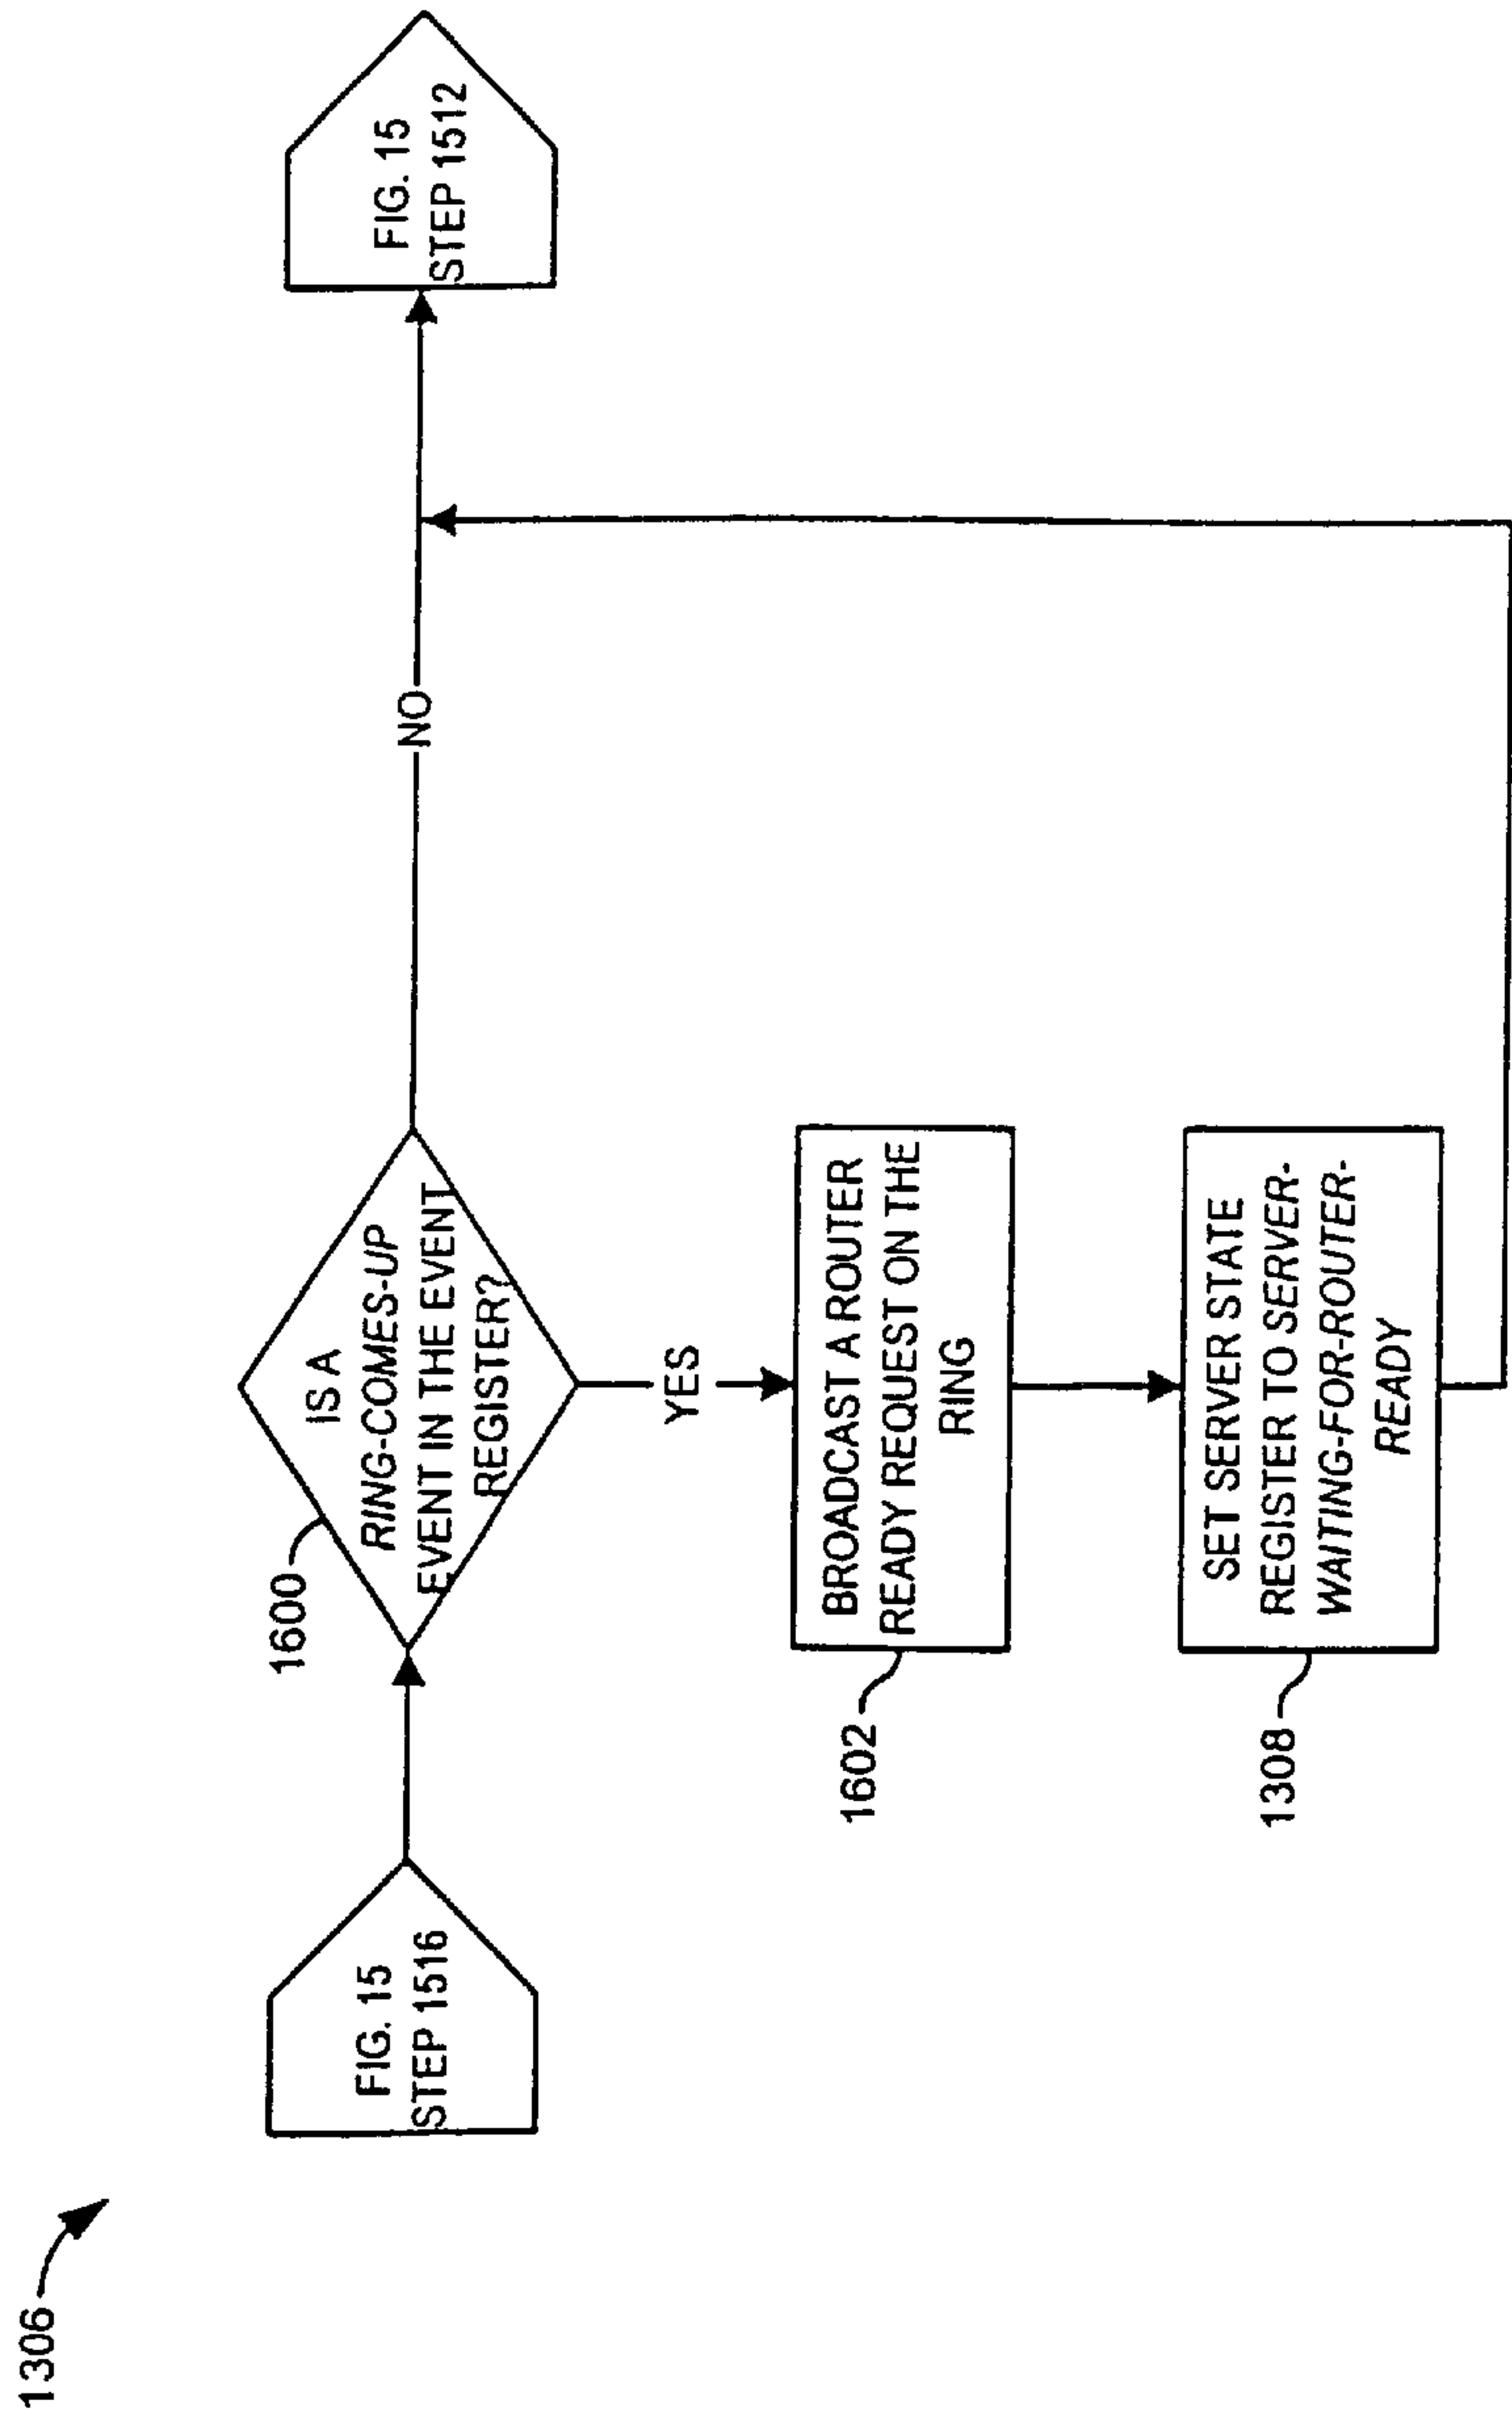 1306
FIG. 15
STEP 1516
1600
IS A
RING-COMES-UP
EVENT IN THE EVENT
REGISTER?
NO
FIG. 15
STEP 1512
YES
1602
BROADCAST A ROUTER
READY REQUEST ON THE
RING
1308
SET SERVER STATE
REGISTER TO SERVER-
WAITING-FOR-ROUTER-
READY